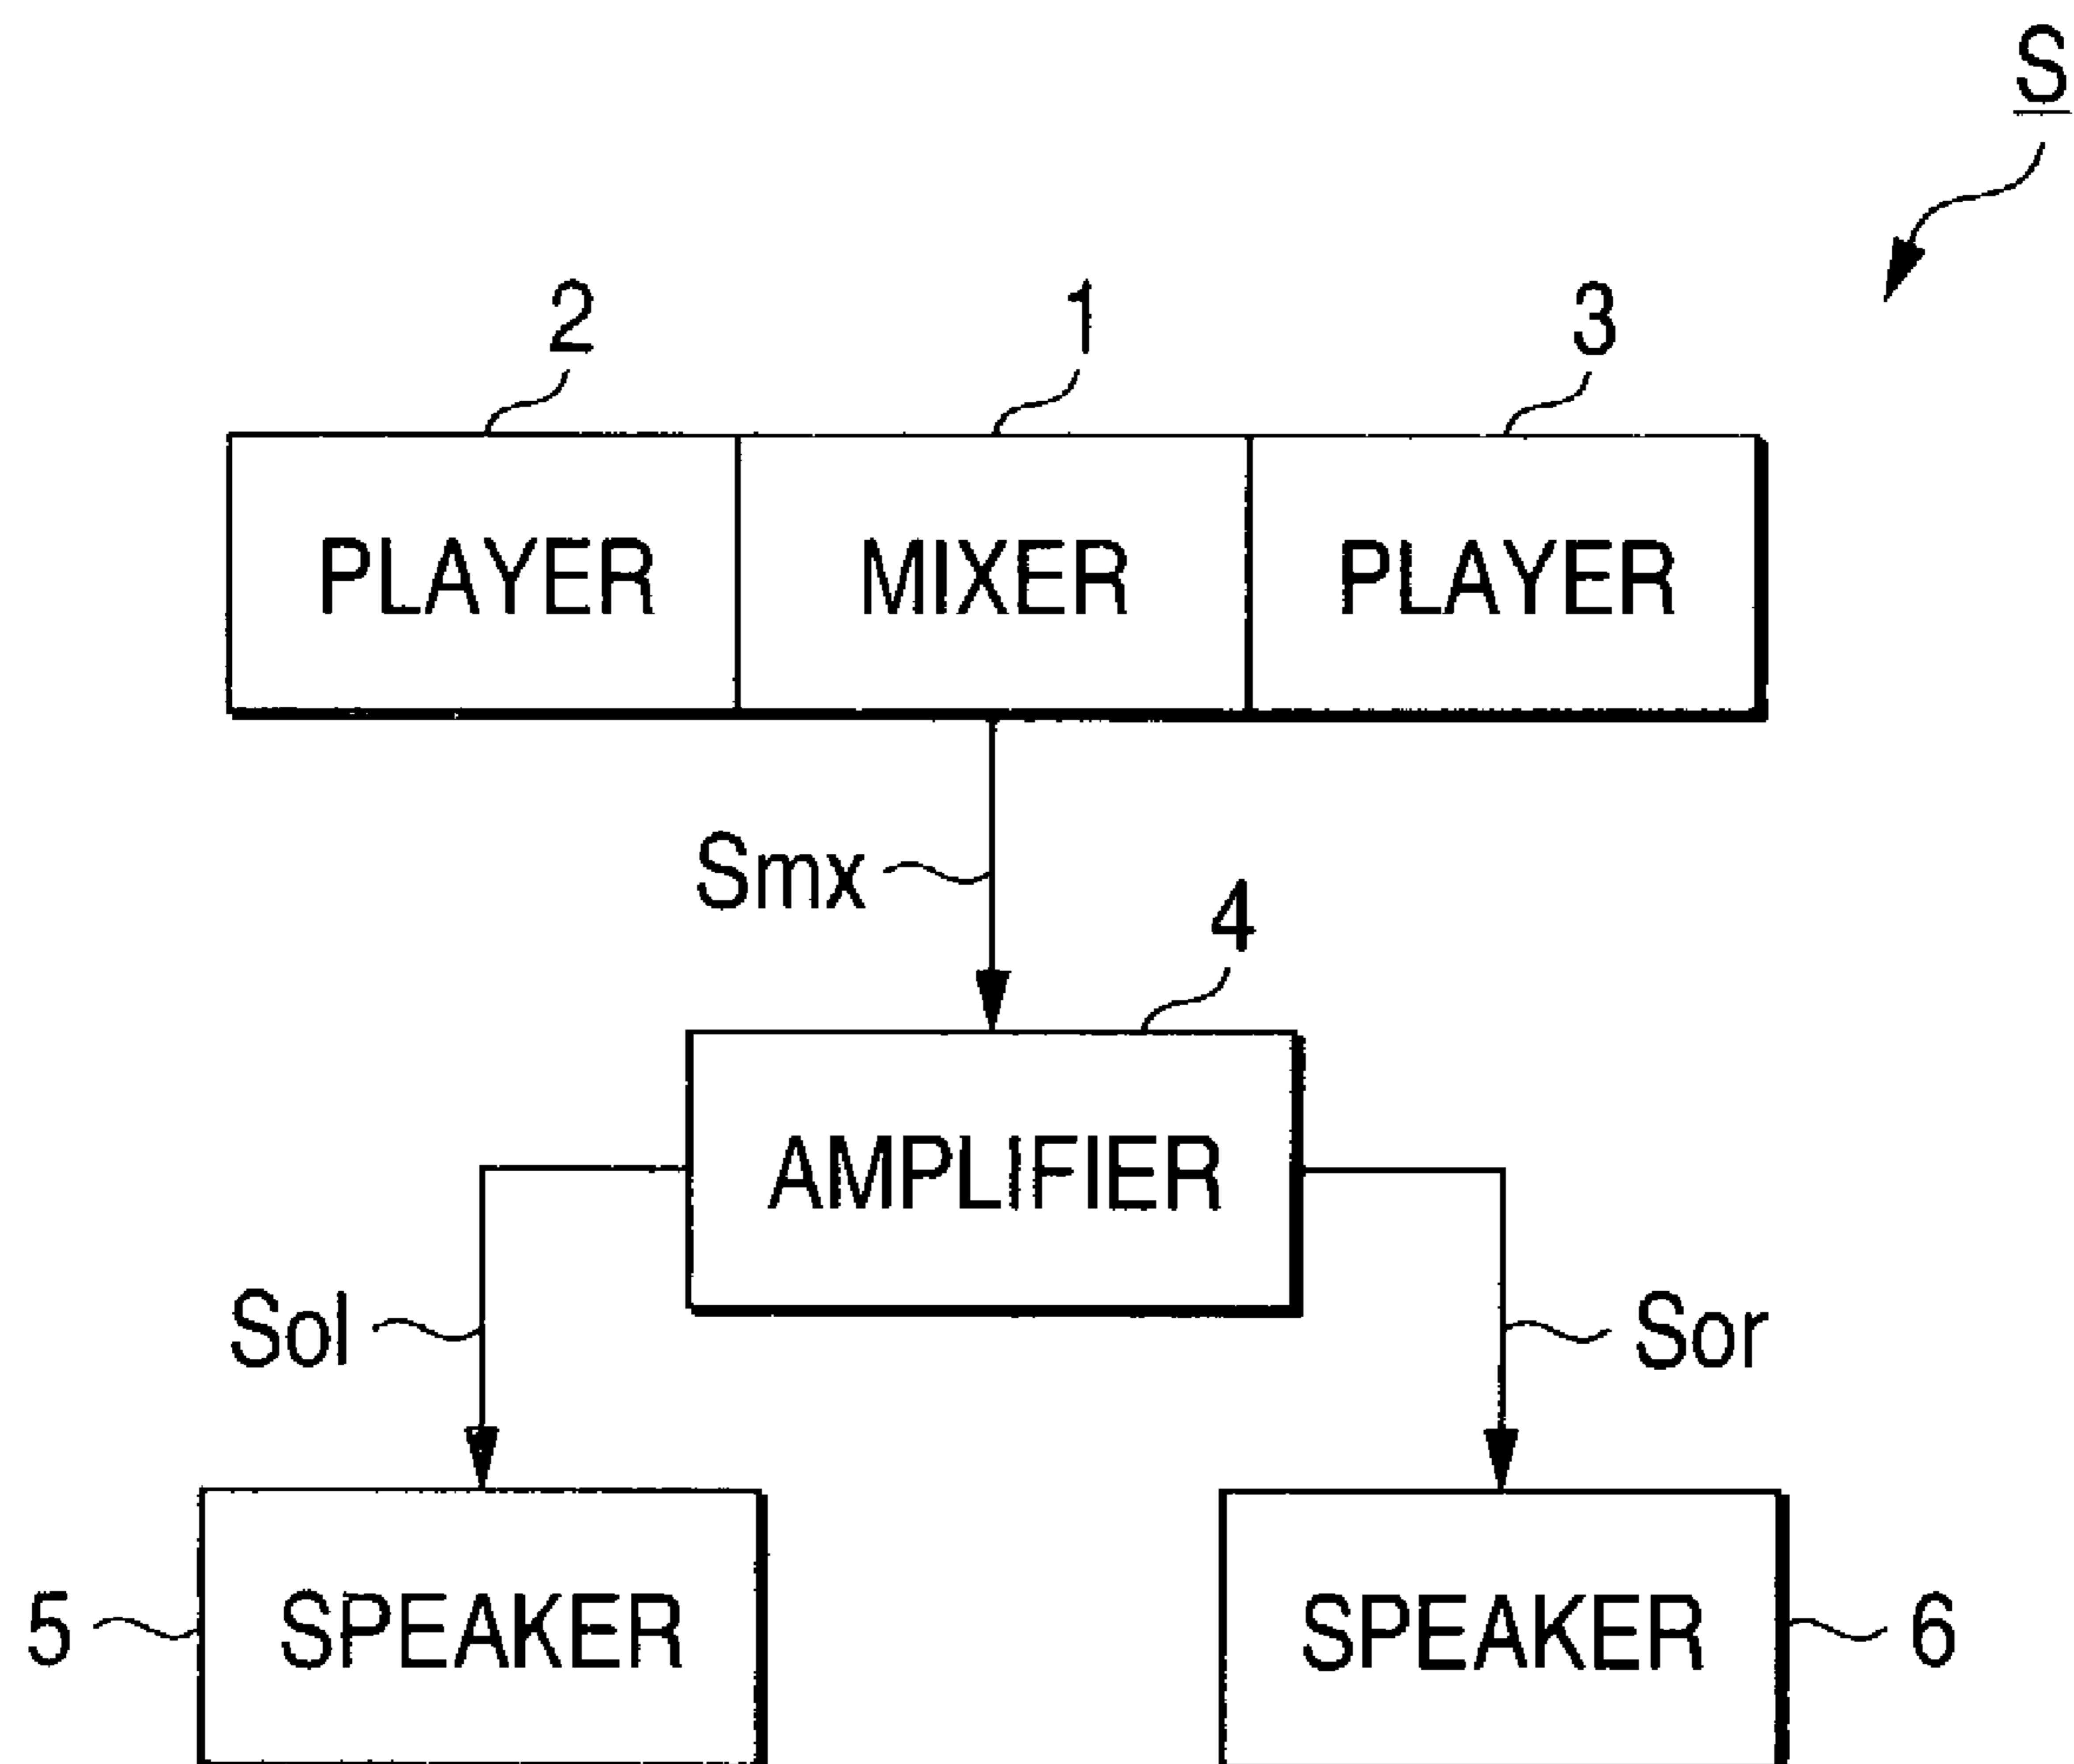 S
2 1 3
PLAYER MIXER PLAYER
Smx
4
AMPLIFIER
Sol Sor
5 SPEAKER SPEAKER 6